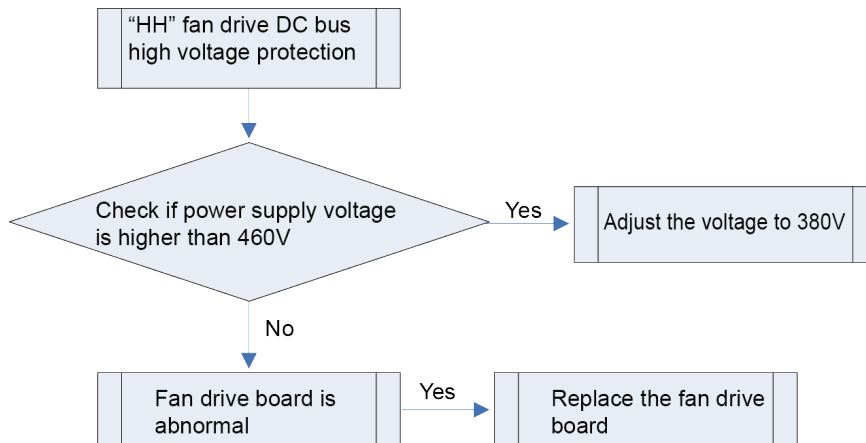 “HH” fan drive DC bus
high voltage protection
Check if power supply voltage
is higher than 460V
Yes
Adjust the voltage to 380V
No
Fan drive board is
abnormal
Yes
Replace the fan drive
board